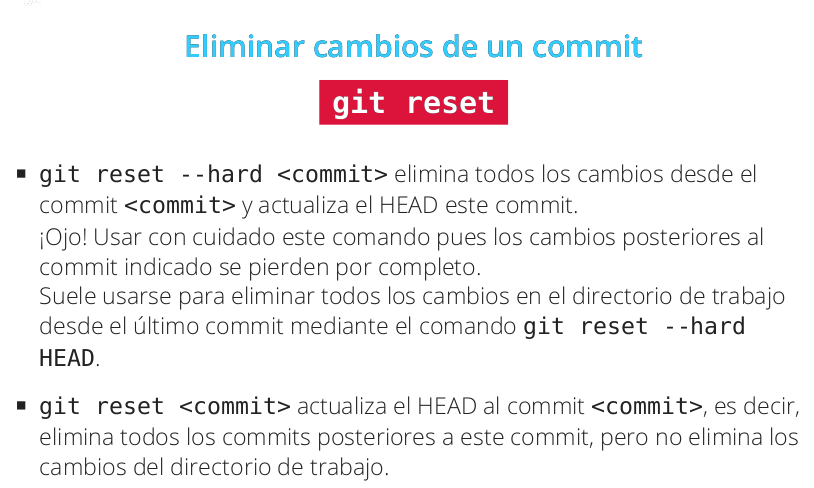 Eliminar cambios de un commit
git reset
▪ git reset --hard <commit> elimina todos los cambios desde el
commit <commit> y actualiza el HEAD este commit.
¡Ojo! Usar con cuidado este comando pues los cambios posteriores al
commit indicado se pierden por completo.
Suele usarse para eliminar todos los cambios en el directorio de trabajo
desde el último commit mediante el comando git reset --hard
HEAD.
▪ git reset <commit> actualiza el HEAD al commit <commit>, es decir,
elimina todos los commits posteriores a este commit, pero no elimina los
cambios del directorio de trabajo.